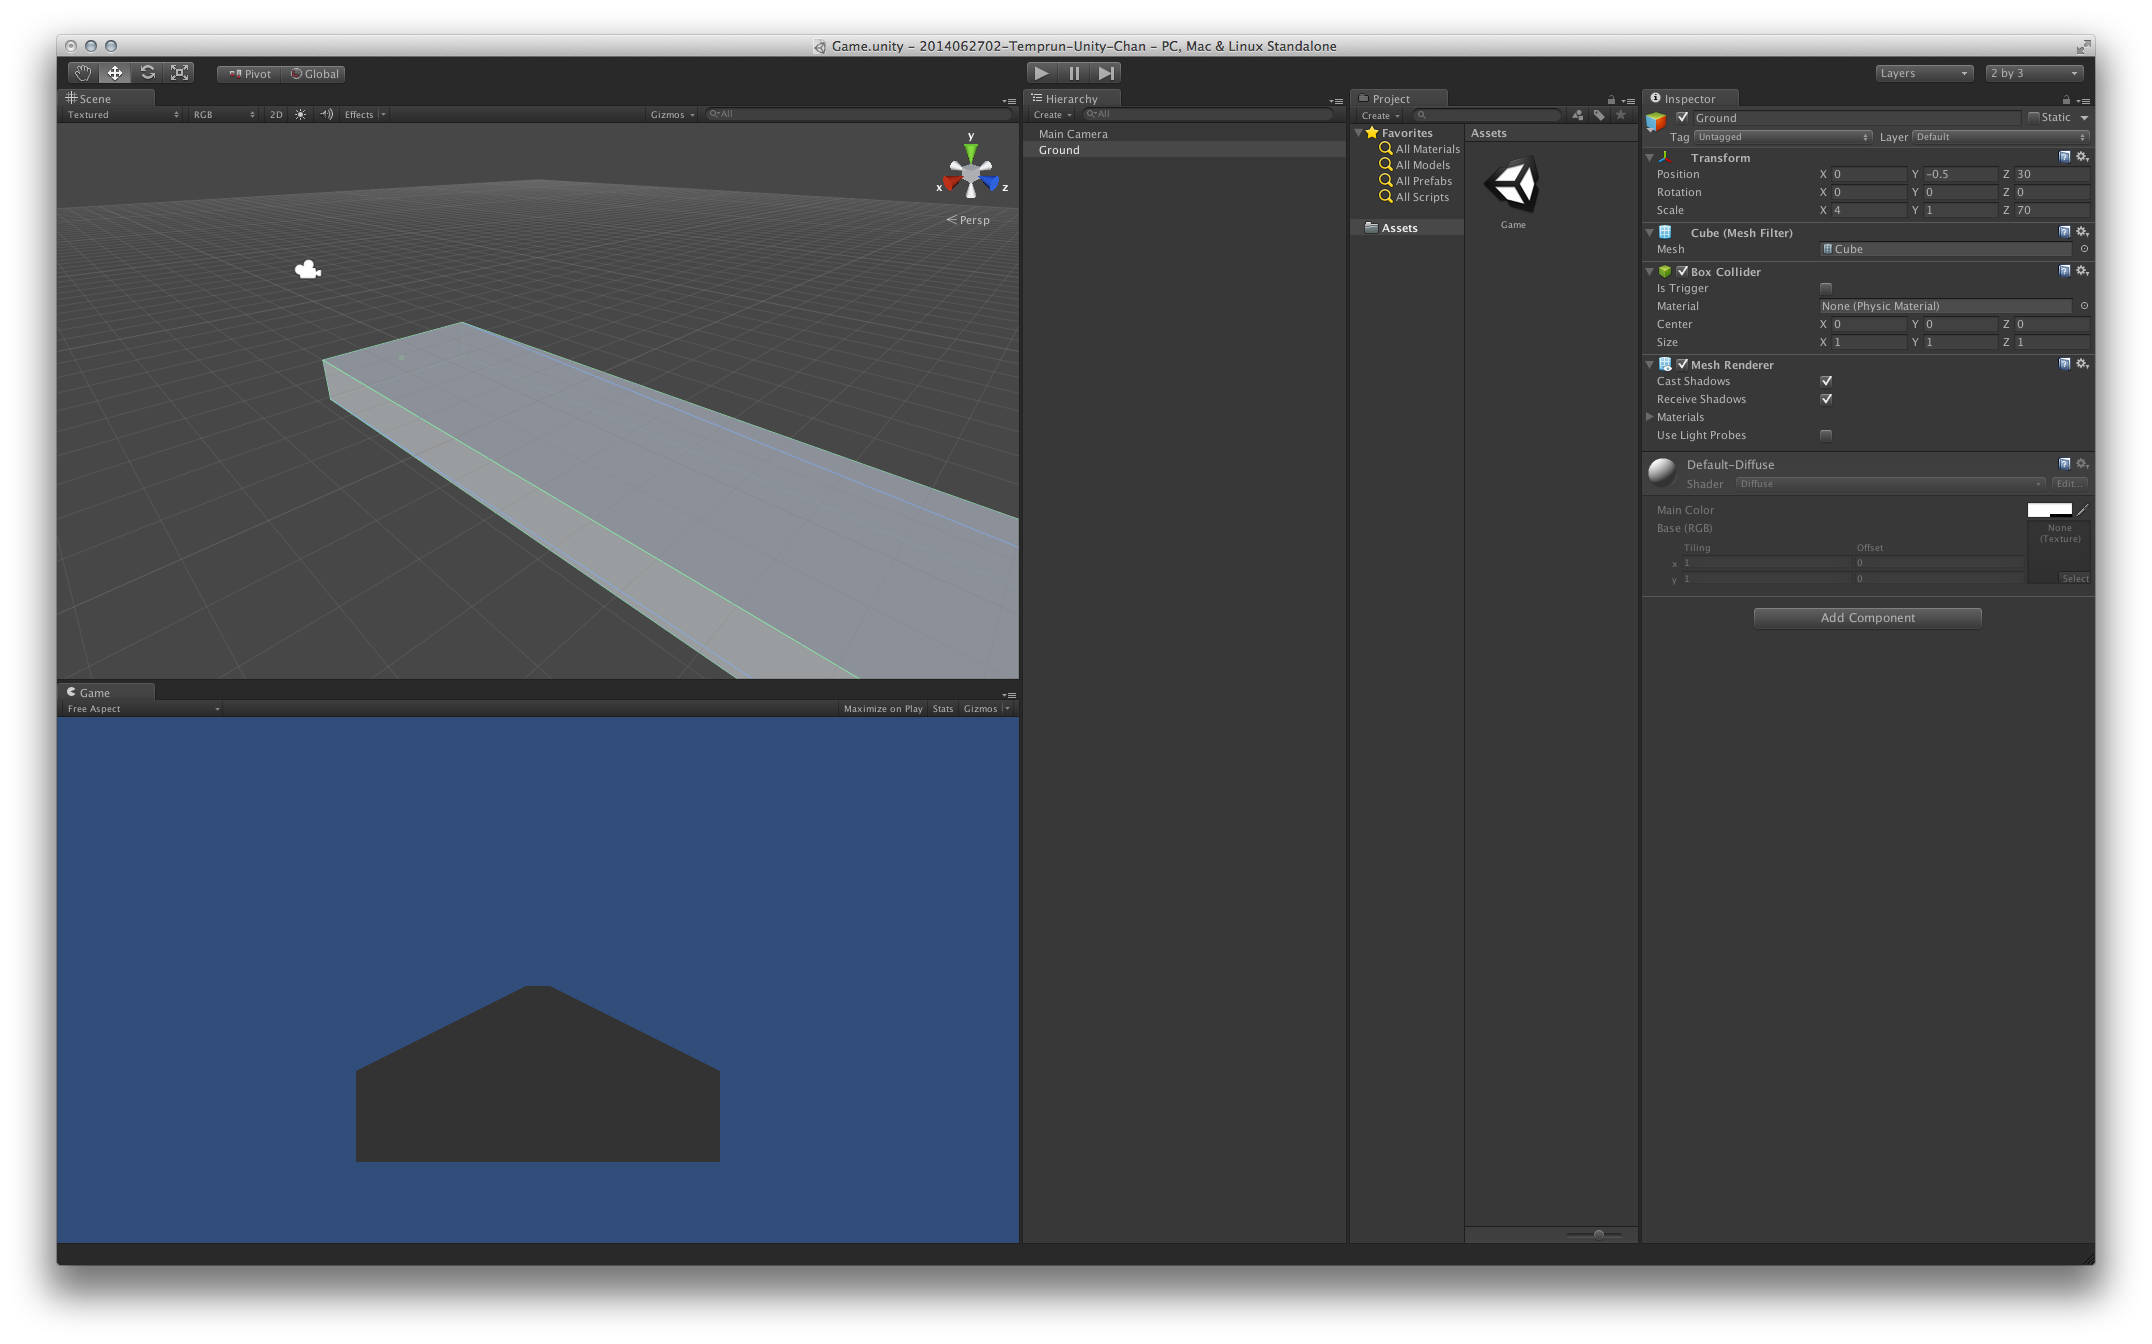 Game.unity – 2014062702-Temprun-Unity-Chan – PC, Mac & Linux Standalone
Pivot Global
Layers 2 by 3
Scene
Textured RGB 2D Effects Gizmos All
y
x z
Persp
Game
Free Aspect Maximize on Play Stats Gizmos
Hierarchy
Create All
Main Camera
Ground
Project
Create
Favorites
All Materials
All Models
All Prefabs
All Scripts
Assets
Assets
Game
Inspector
Ground Static
Tag Untagged Layer Default
Transform
Position X 0 Y -0.5 Z 30
Rotation X 0 Y 0 Z 0
Scale X 4 Y 1 Z 70
Cube (Mesh Filter)
Mesh Cube
Box Collider
Is Trigger
Material None (Physic Material)
Center X 0 Y 0 Z 0
Size X 1 Y 1 Z 1
Mesh Renderer
Cast Shadows
Receive Shadows
Materials
Use Light Probes
Default-Diffuse
Shader Diffuse Edit...
Main Color
Base (RGB) None
(Texture)
Tiling Offset
x 1 0
y 1 0 Select
Add Component